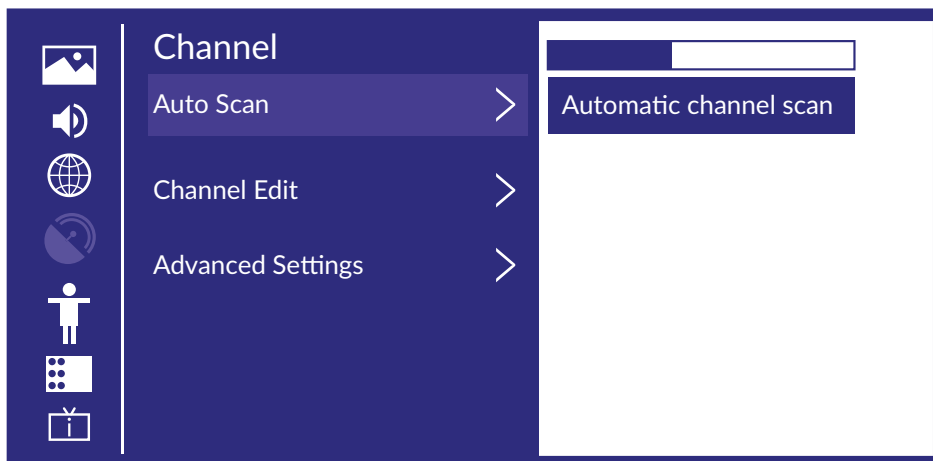 Channel
Auto Scan
Automatic channel scan
Channel Edit
Advanced Settings
i